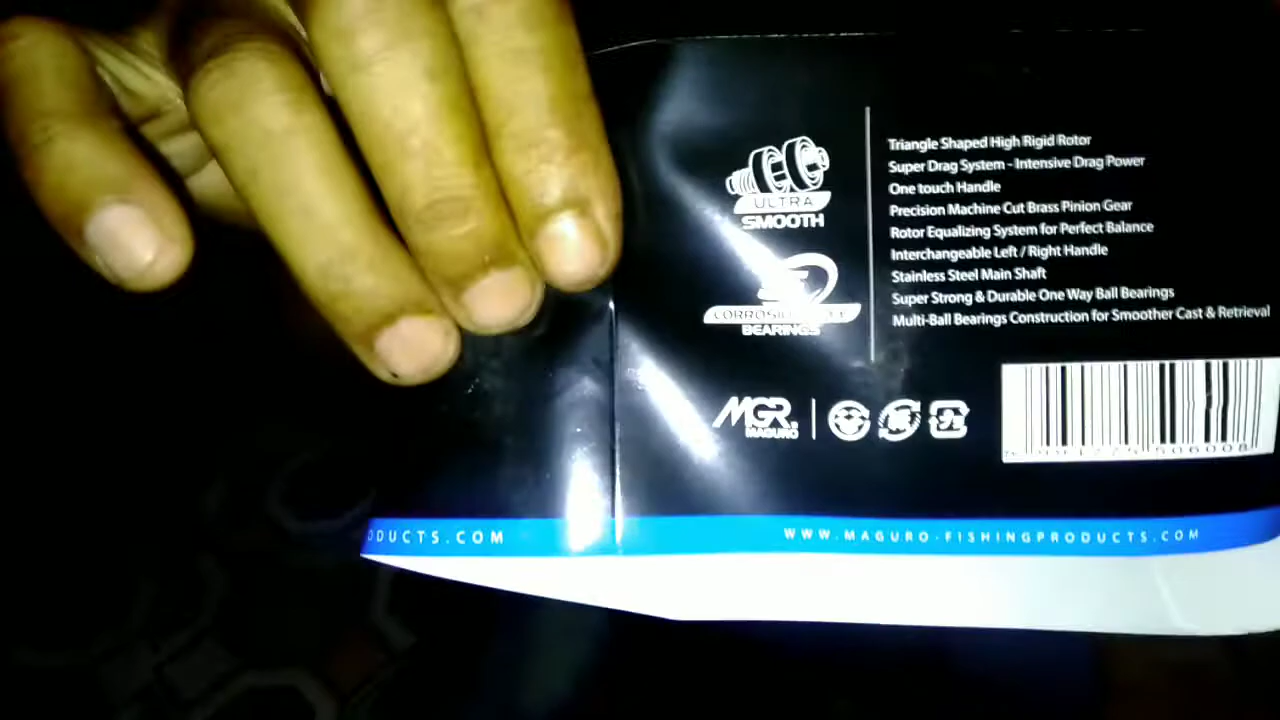 Triangle Shaped High Rigid Rotor
Super Drag System - Intensive Drag Power
One touch Handle
Precision Machine Cut Brass Pinion Gear
Rotor Equalizing System for Perfect Balance
Interchangeable Left / Right Handle
Stainless Steel Main Shaft
Super Strong & Durable One Way Ball Bearings
Multi-Ball Bearings Construction for Smoother Cast & Retrieval
ULTRA
SMOOTH
BEARINGS
MGR
MAGURO
DUCTS.COM
WWW.MAGURO-FISHINGPRODUCTS.COM